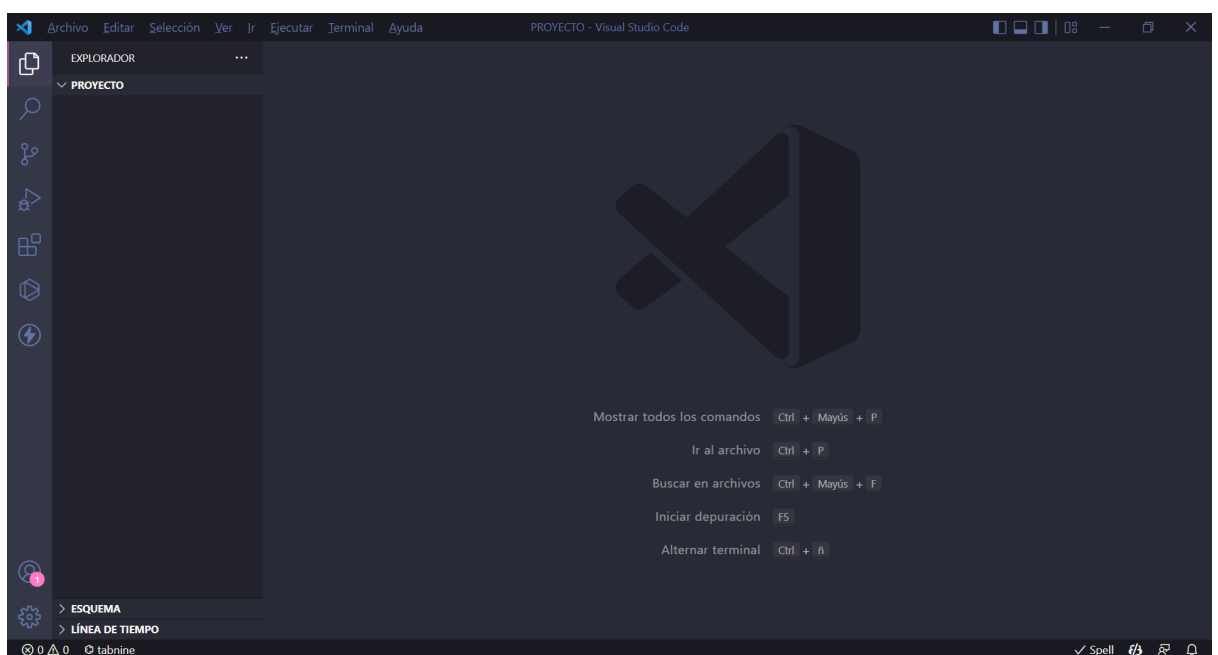 Archivo Editar Selección Ver Ir Ejecutar Terminal Ayuda PROYECTO - Visual Studio Code
EXPLORADOR
PROYECTO
Mostrar todos los comandos Ctrl + Mayús + P
Ir al archivo Ctrl + P
Buscar en archivos Ctrl + Mayús + F
Iniciar depuración F5
Alternar terminal Ctrl + ñ
1
ESQUEMA
LÍNEA DE TIEMPO
0 0 tabnine Spell